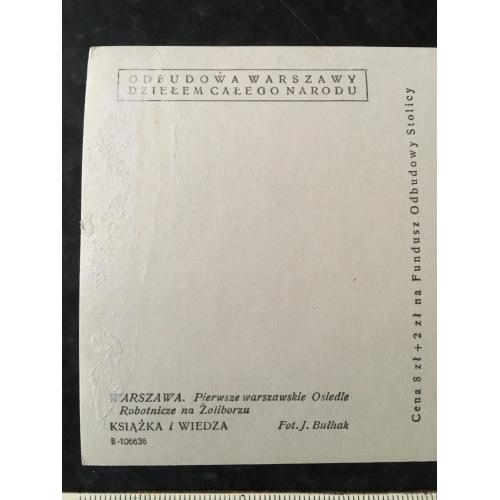 ODBUDOWA WARSZAWY
DZIEŁEM CAŁEGO NARODU
Cena 8 zł + 2 zł na Fundusz Odbudowy Stolicy
WARSZAWA. Pierwsze warszawskie Osiedle
Robotnicze na Żoliborzu
KSIĄŻKA i WIEDZA Fot. J. Bułhak
B-106636